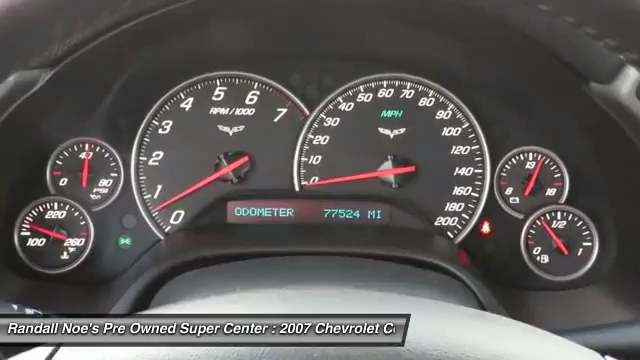 5
4 6
3 7
2
1
0
RPM /1000
MPH
0 10 20 30 40 50 60 70 80 90 100 120 140 160 180 200
ODOMETER 77524 MI
0 40 80
PSI
100 220 260
°F
8 13 18
1/2 1
Randall Noe's Pre Owned Super Center : 2007 Chevrolet C